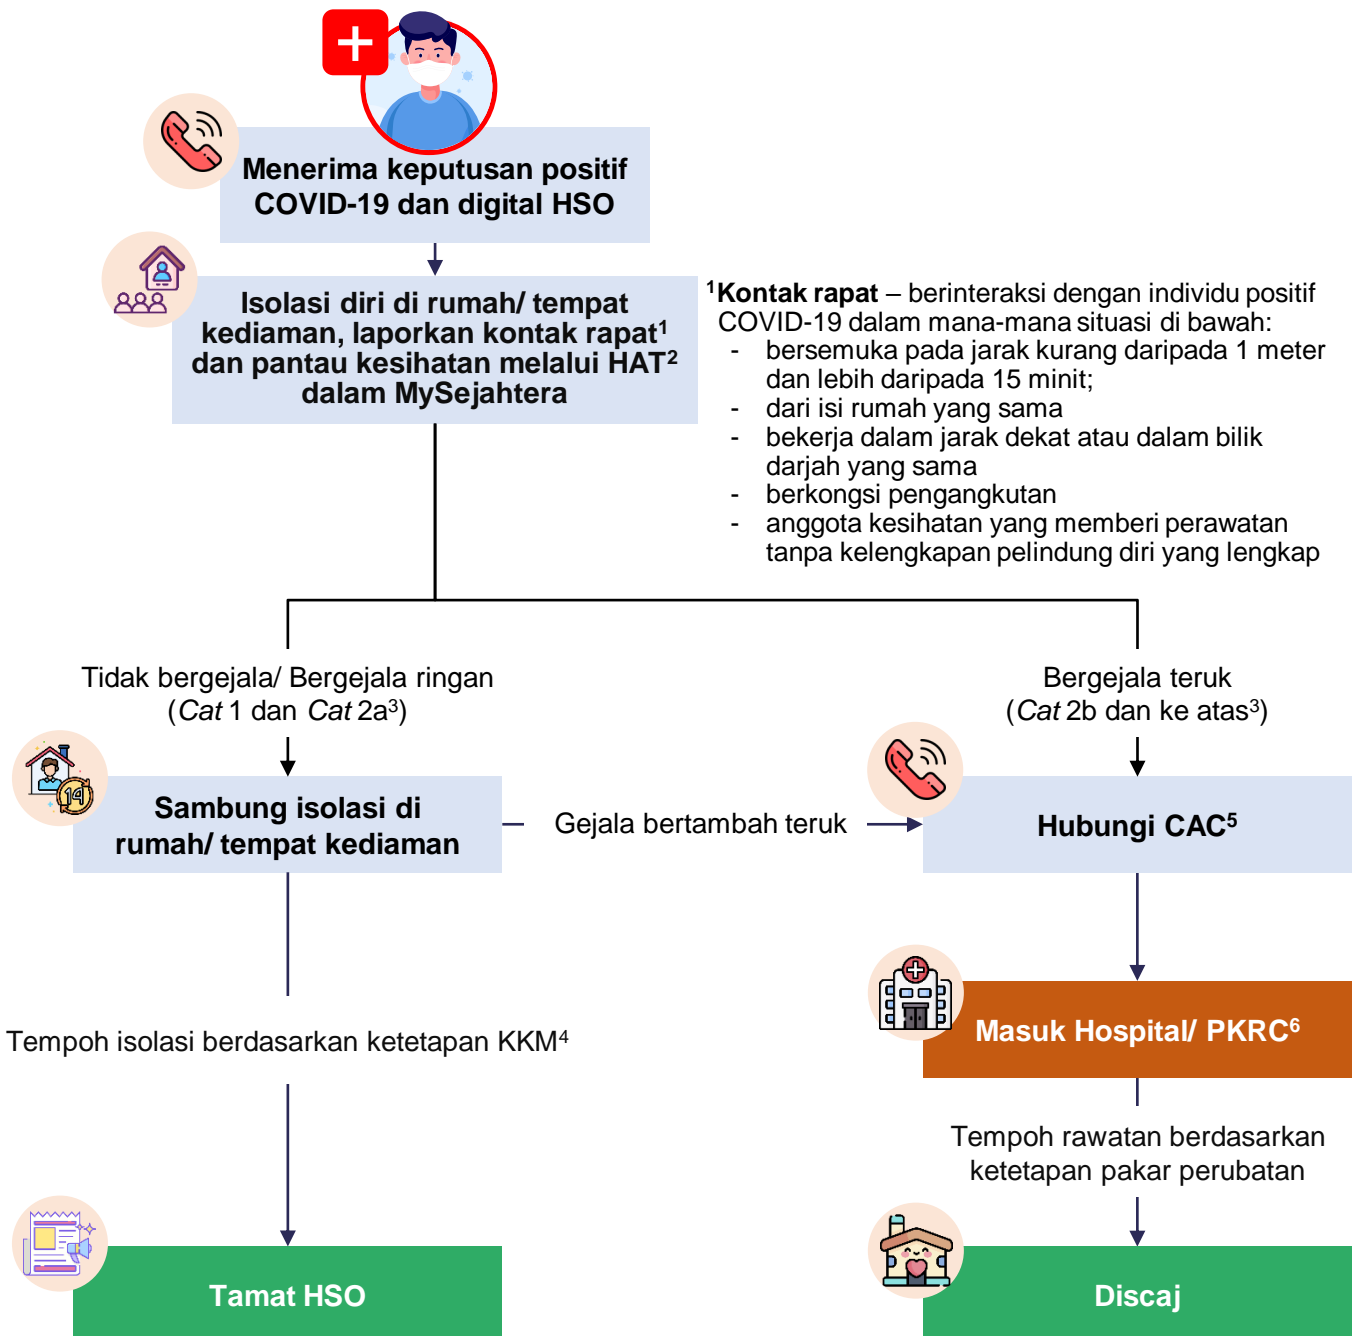 Menerima keputusan positif
COVID-19 dan digital HSO
Isolasi diri di rumah/ tempat
kediaman, laporkan kontak rapat¹
dan pantau kesihatan melalui HAT²
dalam MySejahtera
¹Kontak rapat – berinteraksi dengan individu positif
COVID-19 dalam mana-mana situasi di bawah:
- bersemuka pada jarak kurang daripada 1 meter
dan lebih daripada 15 minit;
- dari isi rumah yang sama
- bekerja dalam jarak dekat atau dalam bilik
darjah yang sama
- berkongsi pengangkutan
- anggota kesihatan yang memberi perawatan
tanpa kelengkapan pelindung diri yang lengkap
Tidak bergejala/ Bergejala ringan
(Cat 1 dan Cat 2a³)
Bergejala teruk
(Cat 2b dan ke atas³)
14
Sambung isolasi di
rumah/ tempat kediaman
Gejala bertambah teruk
Hubungi CAC⁵
Tempoh isolasi berdasarkan ketetapan KKM⁴
Masuk Hospital/ PKRC⁶
Tempoh rawatan berdasarkan
ketetapan pakar perubatan
Tamat HSO
Discaj